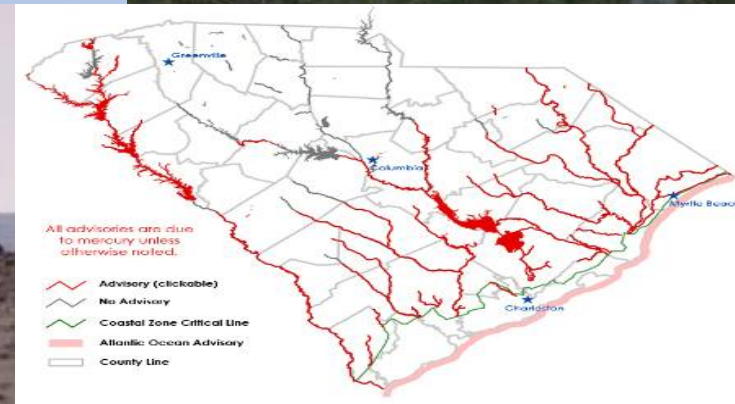 Greenville
Columbia
Myrtle Beach
Charleston
All advisories are due
to mercury unless
otherwise noted.
Advisory (clickable)
No Advisory
Coastal Zone Critical Line
Atlantic Ocean Advisory
County Line